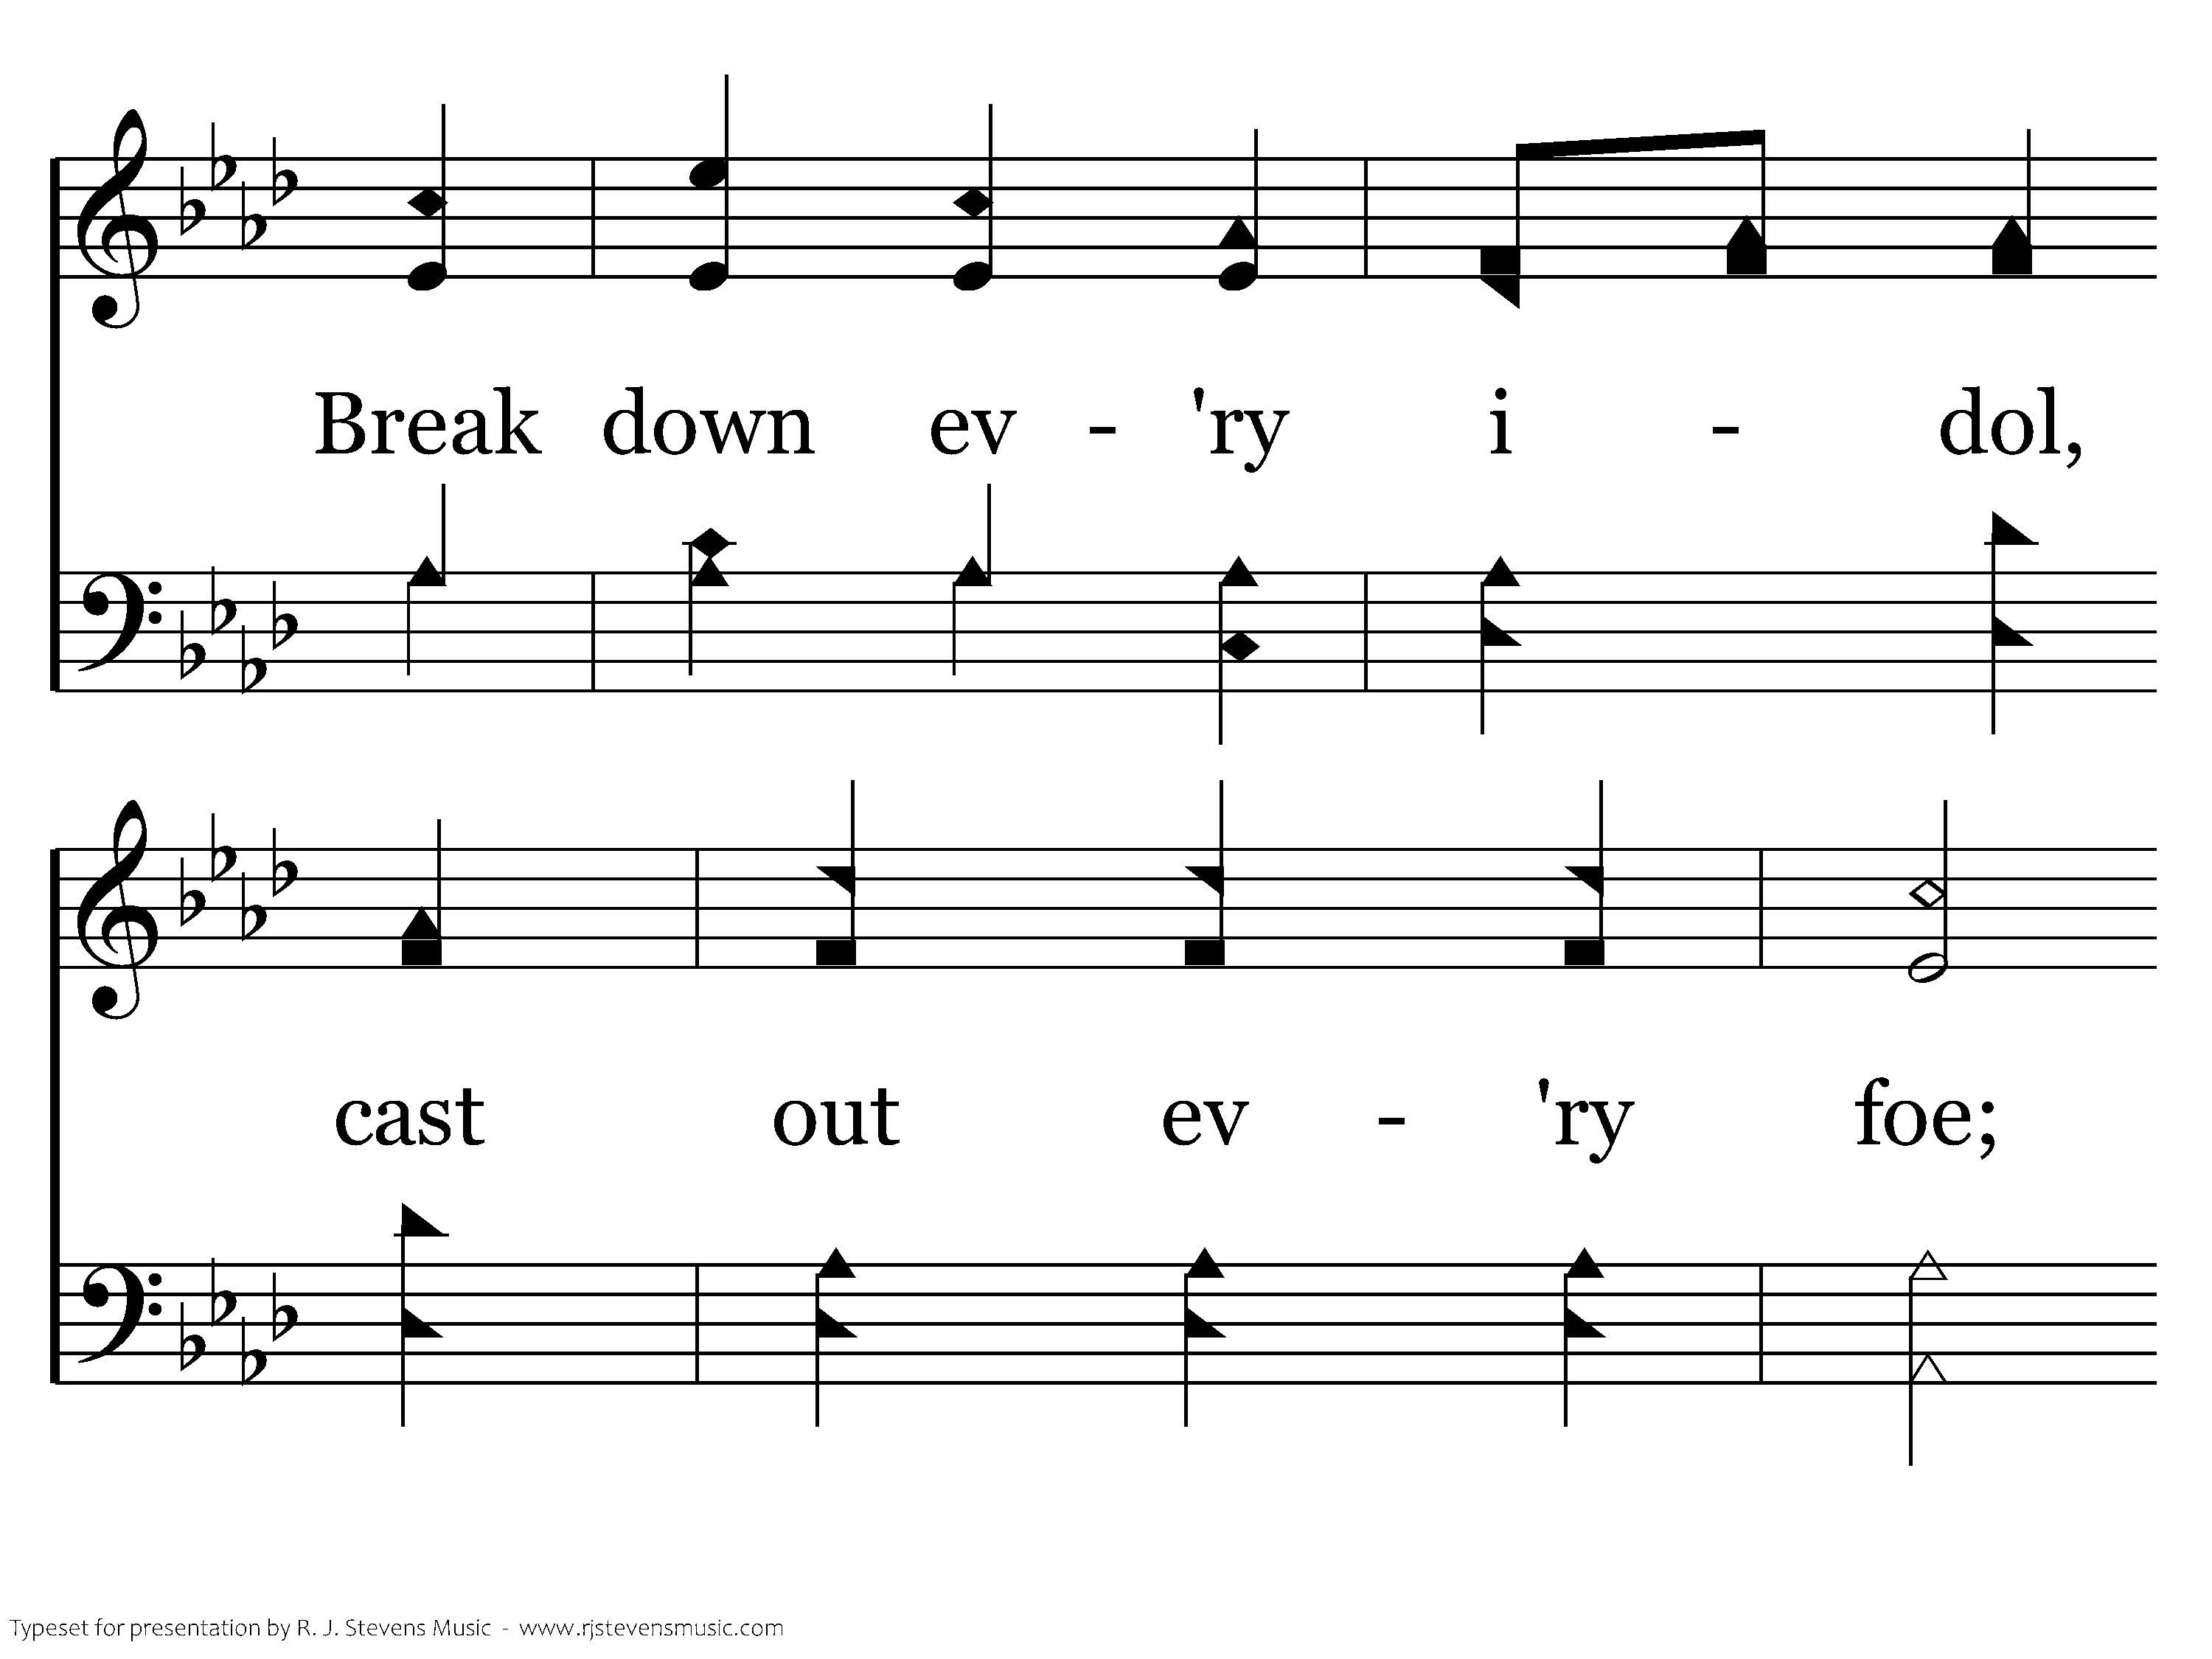 Break down ev - 'ry i - dol,
cast out ev - 'ry foe;
Typeset for presentation by R. J. Stevens Music - www.rjstevensmusic.com